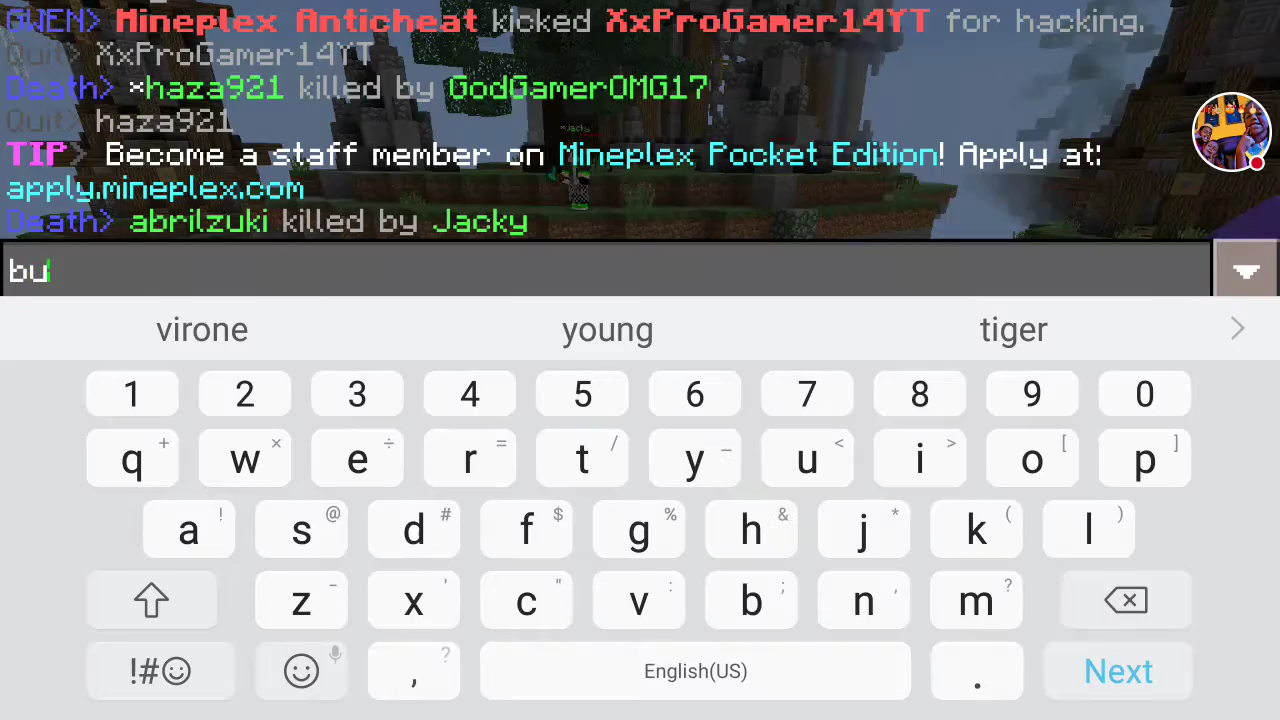 GWEN> Mineplex Anticheat kicked XxProGamer14YT for hacking.
Quit> XxProGamer14YT
Death> *haza921 killed by GodGamerOMG17
Quit> haza921
*Jacky
TIP> Become a staff member on Mineplex Pocket Edition! Apply at:
apply.mineplex.com
Death> abrilzuki killed by Jacky
bu
virone young tiger
1 2 3 4 5 6 7 8 9 0
q + w × e ÷ r = t / y _ u < i > o [ p ]
a ! s @ d # f $ g % h & j * k ( l )
z - x ' c " v : b ; n , m ?
!#☺ , ? English(US) . Next